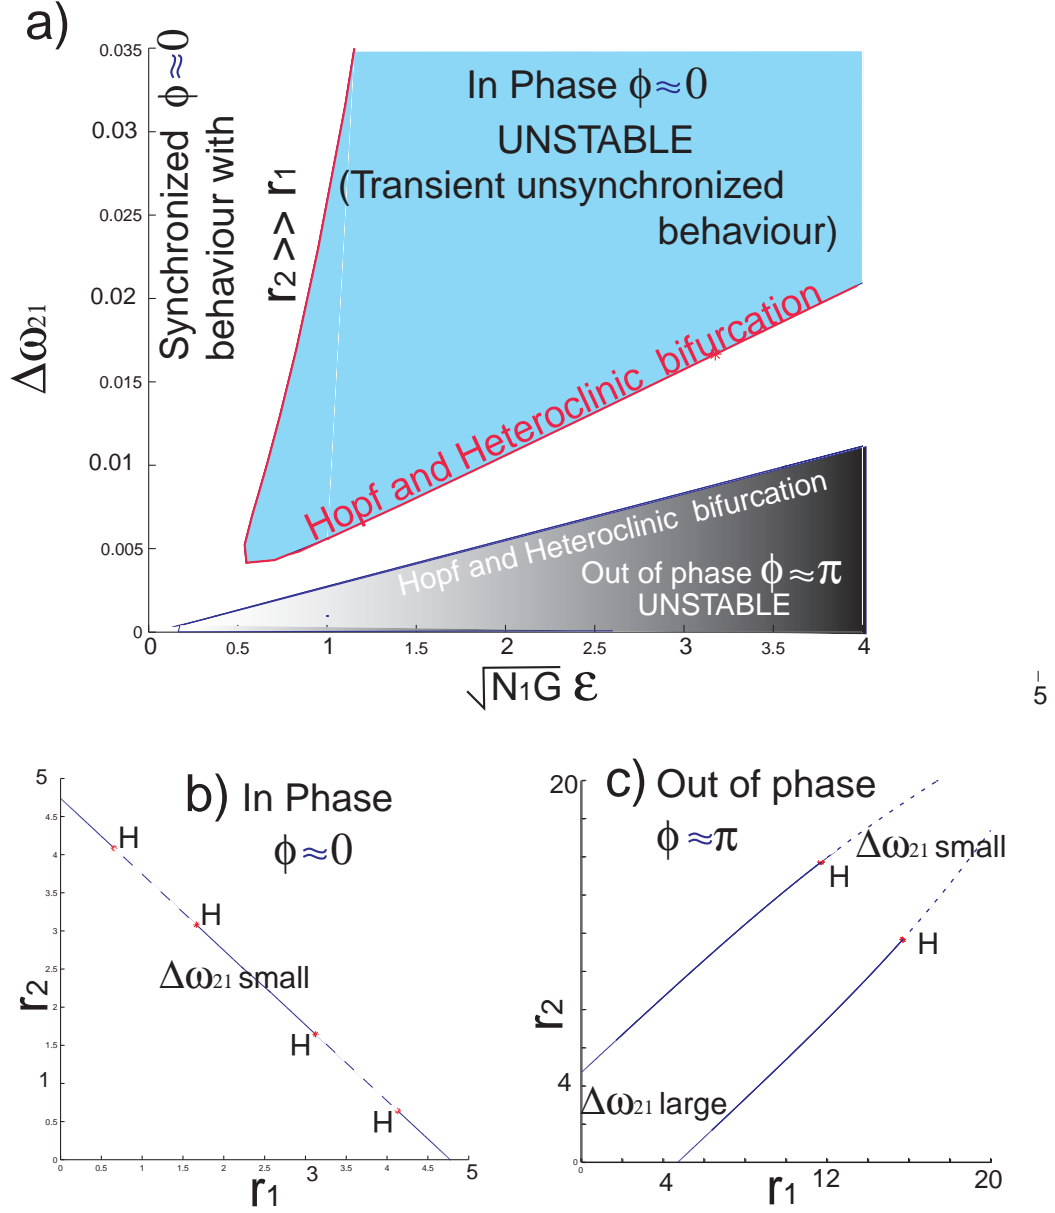 a)
Synchronized ϕ≈0
behaviour with
r2 >> r1
In Phase ϕ≈0
UNSTABLE
(Transient unsynchronized
behaviour)
Hopf and Heteroclinic bifurcation
Hopf and Heteroclinic bifurcation
Out of phase ϕ≈π
UNSTABLE
Δω21
0.035
0.03
0.025
0.02
0.015
0.01
0.005
0
0 0.5 1 1.5 2 2.5 3 3.5 4
√N1G ε
5
b) In Phase
ϕ≈0
H
H
Δω21 small
H
H
r2
5
4.5
4
3.5
3
2.5
2
1.5
1
0.5
0
0 0.5 1 1.5 2 2.5 3 3.5 4 4.5 5
r1
c) Out of phase
ϕ≈π
Δω21 small
H
H
Δω21 large
r2
20
4
0
0 4 12 20
r1